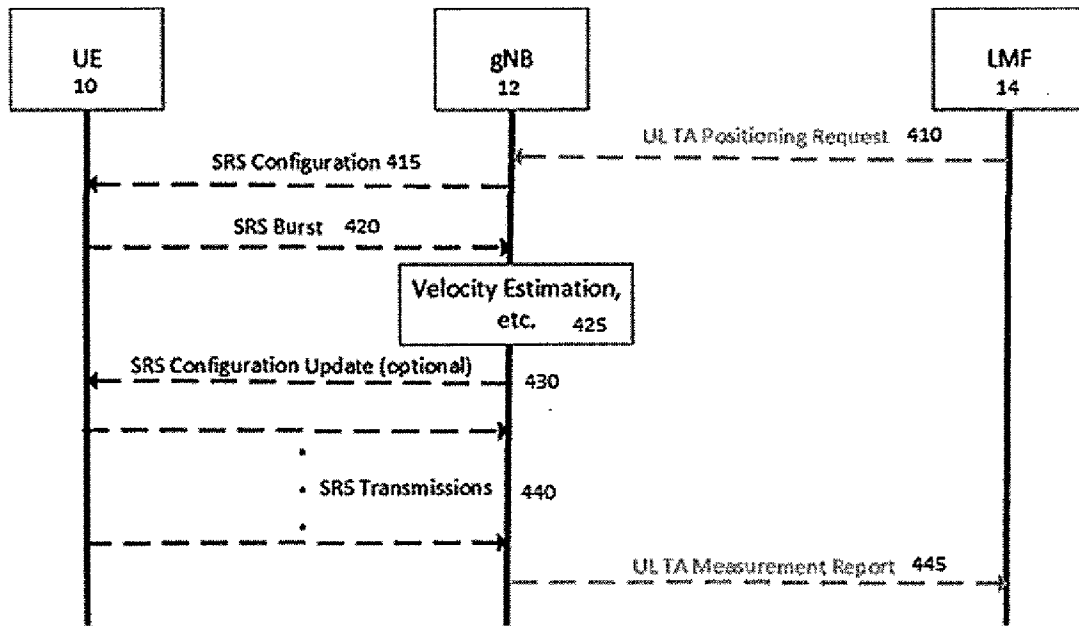 UE
10
gNB
12
LMF
14
UL TA Positioning Request 410
SRS Configuration 415
SRS Burst 420
Velocity Estimation,
etc. 425
SRS Configuration Update (optional) 430
SRS Transmissions 440
UL TA Measurement Report 445